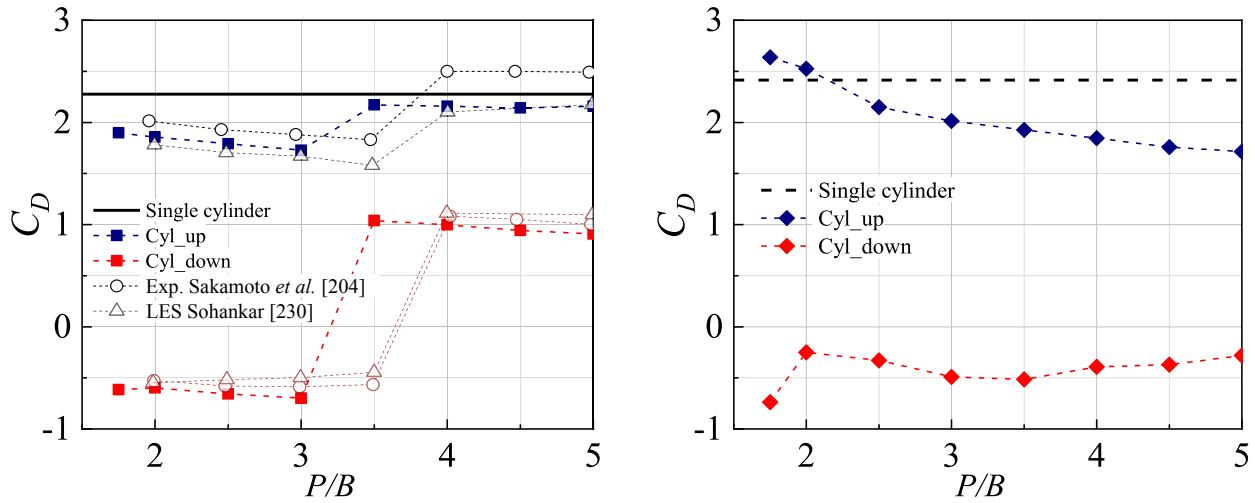 3
2
1
0
-1
C_D
2
3
4
5
P/B
Single cylinder
Cyl_up
Cyl_down
Exp. Sakamoto et al. [204]
LES Sohankar [230]
3
2
1
0
-1
C_D
2
3
4
5
P/B
Single cylinder
Cyl_up
Cyl_down